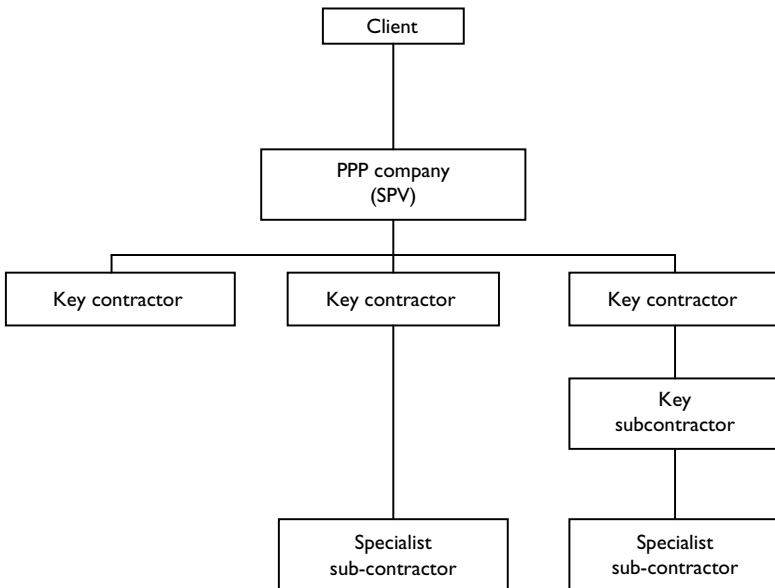 Client
PPP company
(SPV)
Key contractor
Key contractor
Key contractor
Key
subcontractor
Specialist
sub-contractor
Specialist
sub-contractor